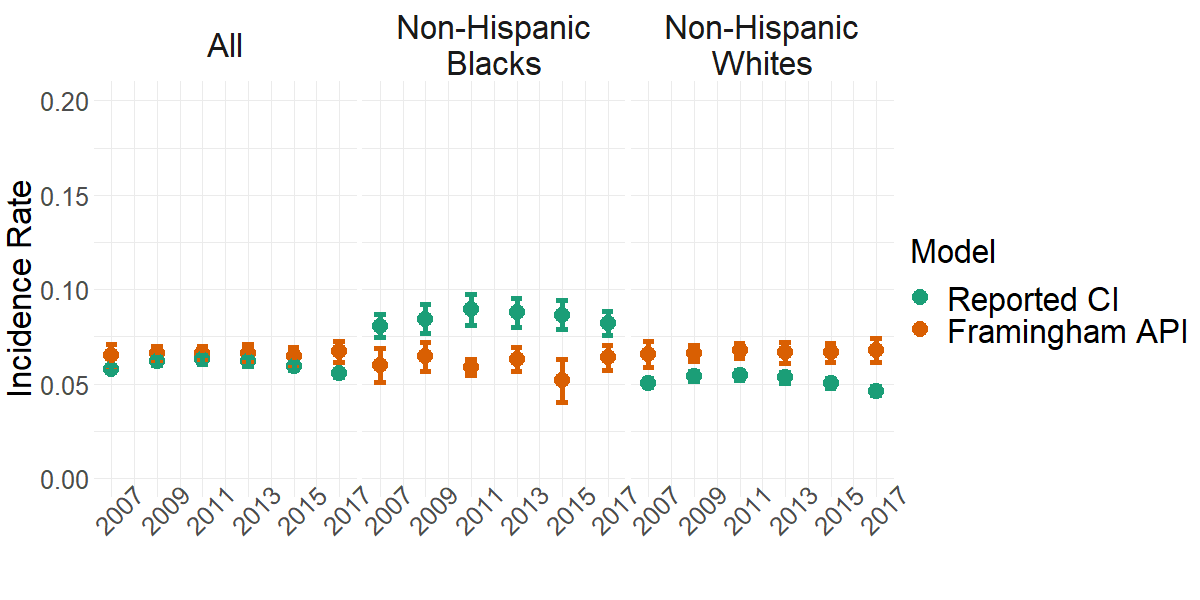 All
Non-Hispanic
Blacks
Non-Hispanic
Whites
Incidence Rate
0.20
0.15
0.10
0.05
0.00
2007
2009
2011
2013
2015
2017
2007
2009
2011
2013
2015
2017
2007
2009
2011
2013
2015
2017
Model
Reported CI
Framingham API